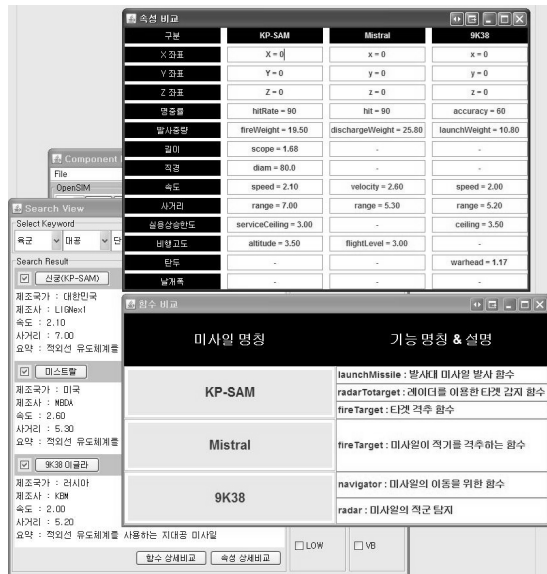 속성 비교
구분 KP-SAM Mistral 9K38
X 좌표 X = 0 x = 0 x = 0
Y 좌표 Y = 0 y = 0 y = 0
Z 좌표 Z = 0 z = 0 z = 0
명중률 hitRate = 90 hit = 90 accuracy = 60
발사중량 fireWeight = 19.50 dischargeWeight = 25.80 launchWeight = 10.80
길이 scope = 1.68 - -
직경 diam = 80.0 - -
속도 speed = 2.10 velocity = 2.60 speed = 2.00
사거리 range = 7.00 range = 5.30 range = 5.20
실용상승한도 serviceCeiling = 3.00 - ceiling = 3.50
비행고도 altitude = 3.50 flightLevel = 3.00 -
탄두 - - warhead = 1.17
날개폭 - - -
Component
File
OpenSIM
Search View
Select Keyword
육군 대공 단
Search Result
신궁(KP-SAM)
제조국가 : 대한민국
제조사 : LIGNex1
속도 : 2.10
사거리 : 7.00
요약 : 적외선 유도체계를
미스트랄
제조국가 : 미국
제조사 : MBDA
속도 : 2.60
사거리 : 5.30
요약 : 적외선 유도체계를
9K38 이글라
제조국가 : 러시아
제조사 : KBM
속도 : 2.00
사거리 : 5.20
요약 : 적외선 유도체계를 사용하는 지대공 미사일
함수 상세비교 속성 상세비교
LOW VB
함수 비교
미사일 명칭 기능 명칭 & 설명
KP-SAM
launchMissile : 발사대 미사일 발사 함수
radarTotarget : 레이더를 이용한 타겟 감지 함수
fireTarget : 타겟 격추 함수
Mistral
fireTarget : 미사일이 적기를 격추하는 함수
9K38
navigator : 미사일의 이동을 위한 함수
radar : 미사일의 적군 탐지